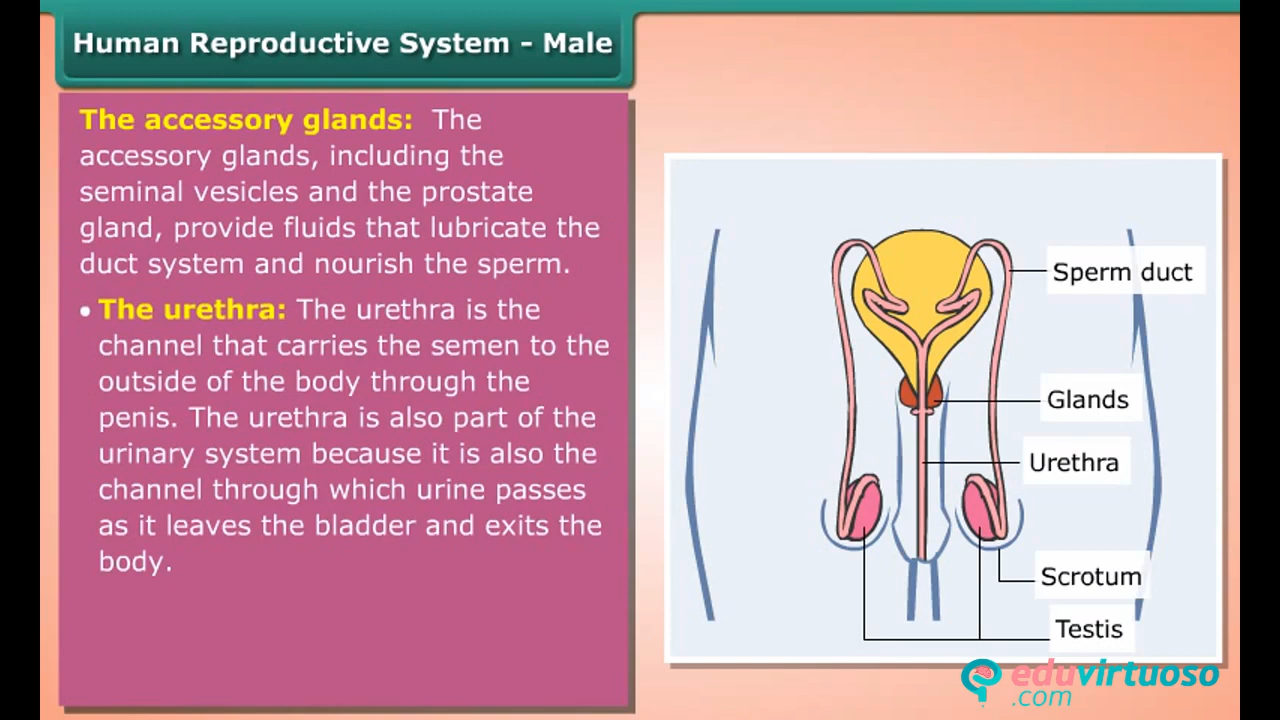 Human Reproductive System - Male
The accessory glands: The
accessory glands, including the
seminal vesicles and the prostate
gland, provide fluids that lubricate the
duct system and nourish the sperm.
• The urethra: The urethra is the
channel that carries the semen to the
outside of the body through the
penis. The urethra is also part of the
urinary system because it is also the
channel through which urine passes
as it leaves the bladder and exits the
body.
Sperm duct
Glands
Urethra
Scrotum
Testis
eduvirtuoso
.com